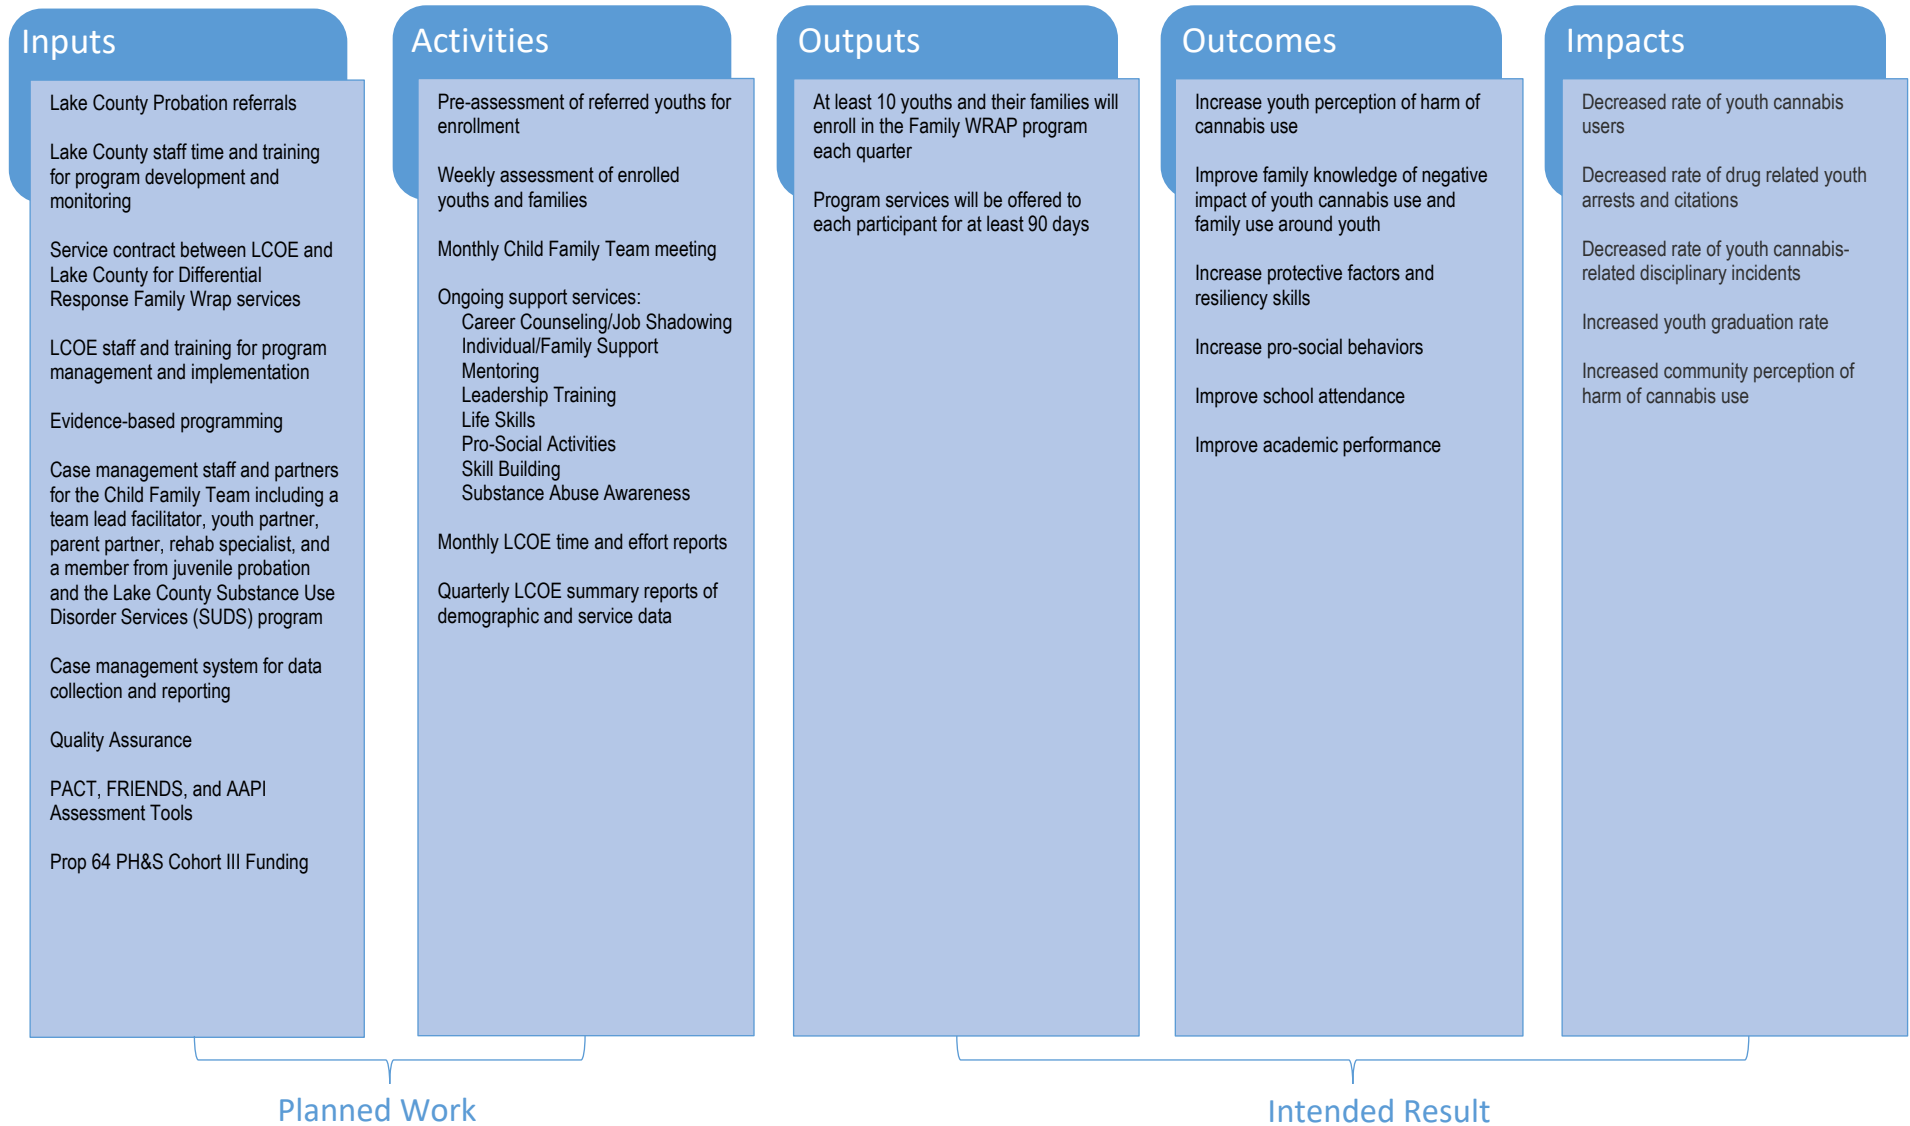 Inputs
Lake County Probation referrals
Lake County staff time and training
for program development and
monitoring
Service contract between LCOE and
Lake County for Differential
Response Family Wrap services
LCOE staff and training for program
management and implementation
Evidence-based programming
Case management staff and partners
for the Child Family Team including a
team lead facilitator, youth partner,
parent partner, rehab specialist, and
a member from juvenile probation
and the Lake County Substance Use
Disorder Services (SUDS) program
Case management system for data
collection and reporting
Quality Assurance
PACT, FRIENDS, and AAPI
Assessment Tools
Prop 64 PH&S Cohort III Funding
Activities
Pre-assessment of referred youths for
enrollment
Weekly assessment of enrolled
youths and families
Monthly Child Family Team meeting
Ongoing support services:
Career Counseling/Job Shadowing
Individual/Family Support
Mentoring
Leadership Training
Life Skills
Pro-Social Activities
Skill Building
Substance Abuse Awareness
Monthly LCOE time and effort reports
Quarterly LCOE summary reports of
demographic and service data
Outputs
At least 10 youths and their families will
enroll in the Family WRAP program
each quarter
Program services will be offered to
each participant for at least 90 days
Outcomes
Increase youth perception of harm of
cannabis use
Improve family knowledge of negative
impact of youth cannabis use and
family use around youth
Increase protective factors and
resiliency skills
Increase pro-social behaviors
Improve school attendance
Improve academic performance
Impacts
Decreased rate of youth cannabis
users
Decreased rate of drug related youth
arrests and citations
Decreased rate of youth cannabis-
related disciplinary incidents
Increased youth graduation rate
Increased community perception of
harm of cannabis use
Planned Work
Intended Result